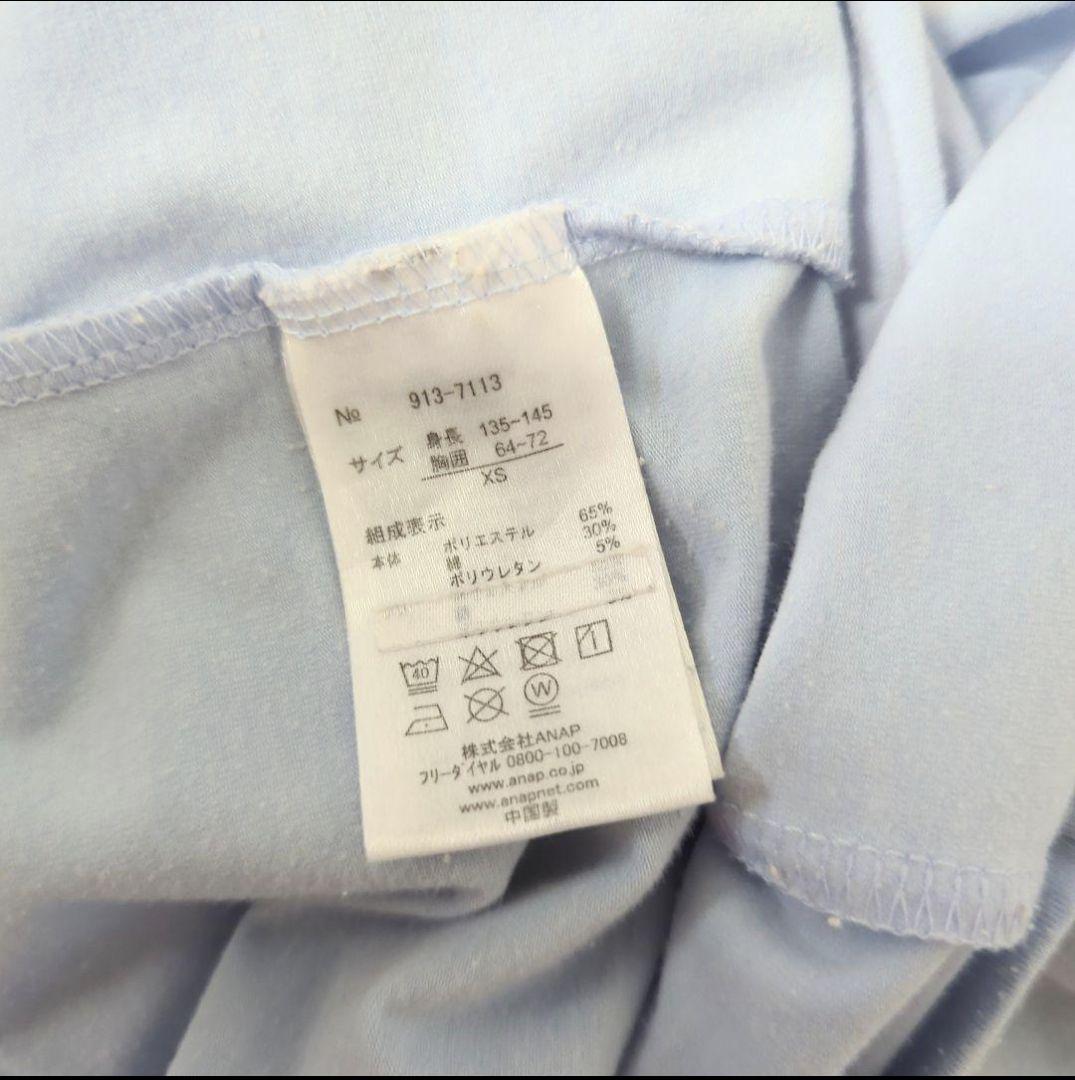 № 913-7113
サイズ 身長 135~145
胸囲 64~72
XS
組成表示
本体 ポリエステル 65%
綿 30%
ポリウレタン 5%
40
W
株式会社ANAP
フリーダイヤル 0800-100-7008
www.anap.co.jp
www.anapnet.com
中国製